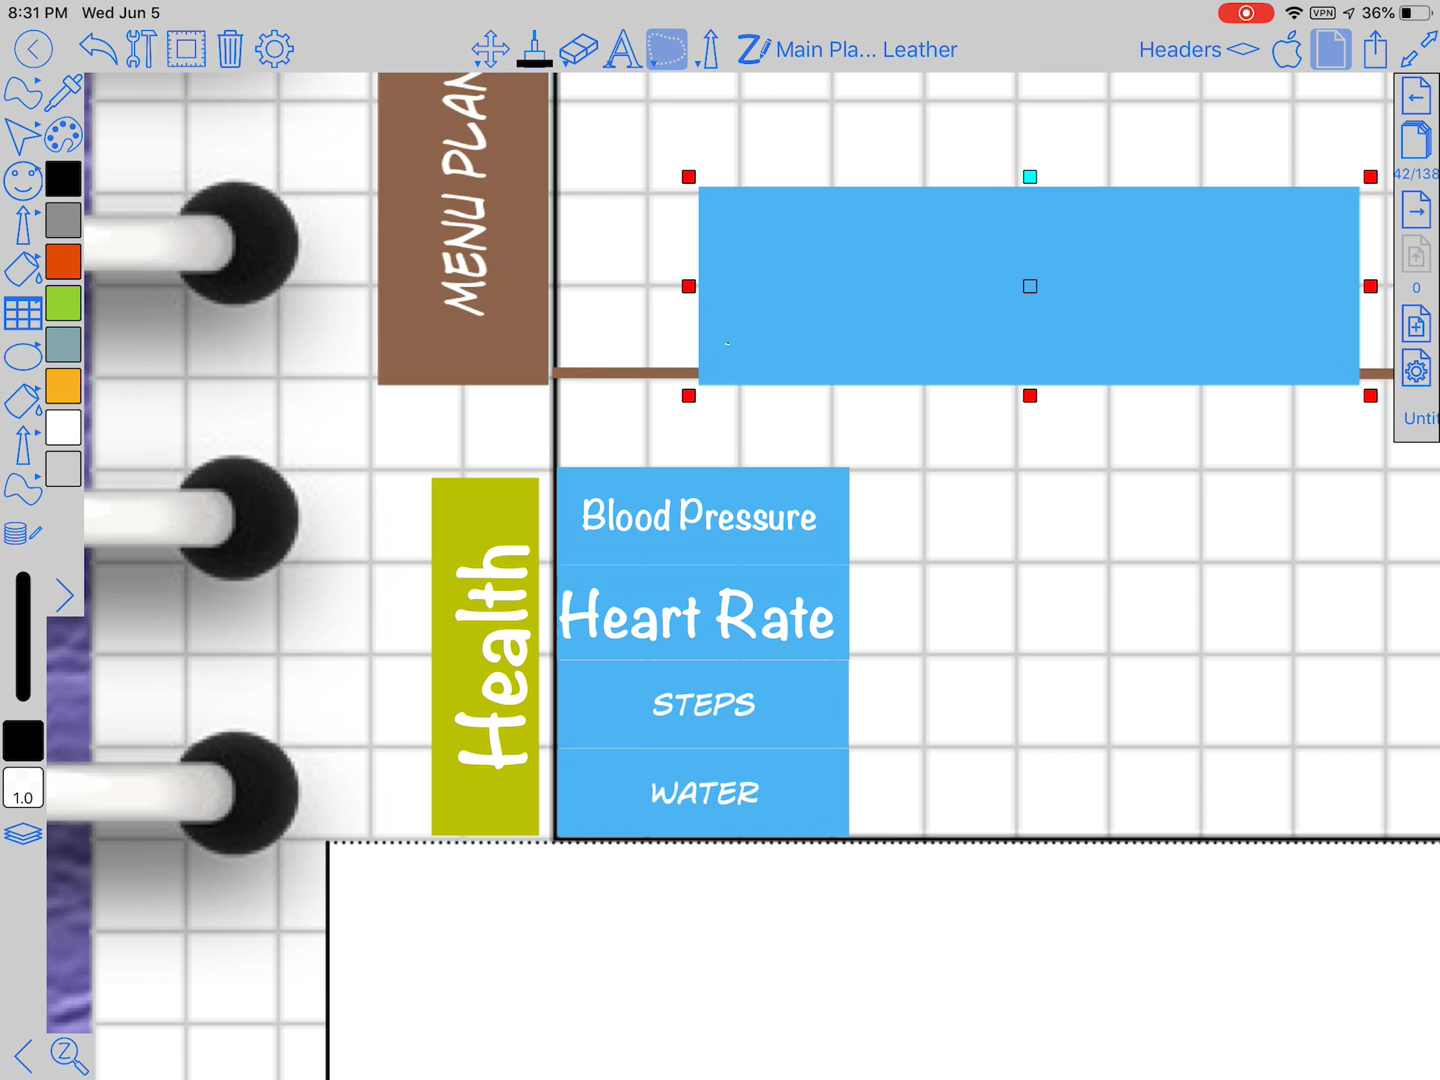 8:31 PM Wed Jun 5
VPN 36%
Main Pla... Leather
Headers
42/138
0
Untit
MENU PLAN
Blood Pressure
Heart Rate
STEPS
WATER
Health
1.0